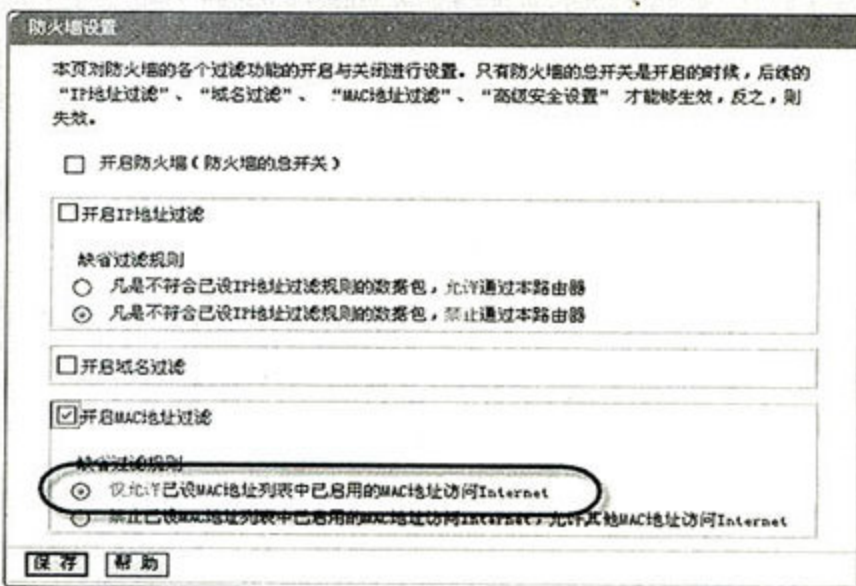 防火墙设置
本页对防火墙的各个过滤功能的开启与关闭进行设置。只有防火墙的总开关是开启的时候，后续的
“IP地址过滤”、“域名过滤”、“MAC地址过滤”、“高级安全设置” 才能够生效，反之，则
失效。
开启防火墙(防火墙的总开关)
开启IP地址过滤
缺省过滤规则
凡是不符合已设IP地址过滤规则的数据包，允许通过本路由器
凡是不符合已设IP地址过滤规则的数据包，禁止通过本路由器
开启域名过滤
开启MAC地址过滤
缺省过滤规则
仅允许已设MAC地址列表中已启用的MAC地址访问Internet
禁止已设MAC地址列表中已启用的MAC地址访问Internet，允许其他MAC地址访问Internet
保存 帮助